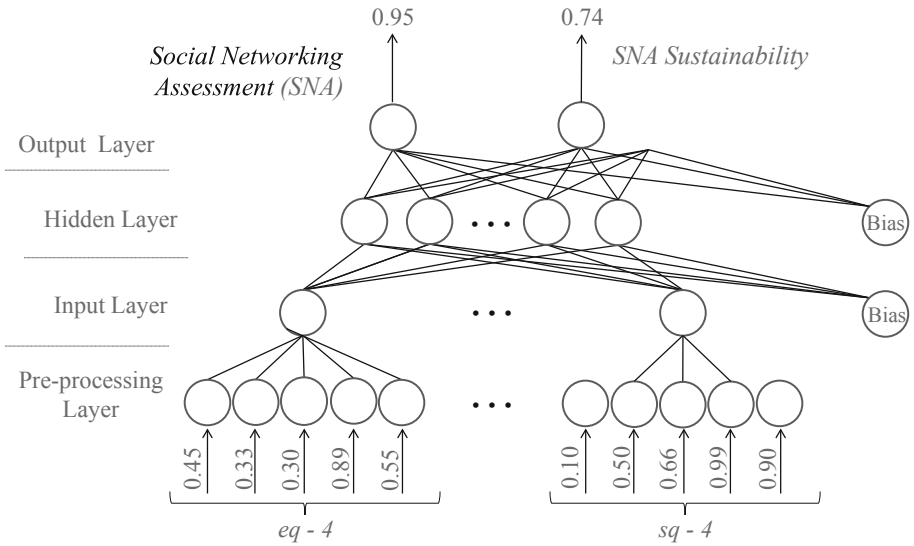 0.95
0.74
Social Networking
Assessment (SNA)
SNA Sustainability
Output Layer
Hidden Layer
Bias
Input Layer
Bias
Pre-processing
Layer
0.45
0.33
0.30
0.89
0.55
0.10
0.50
0.66
0.99
0.90
eq - 4
sq - 4